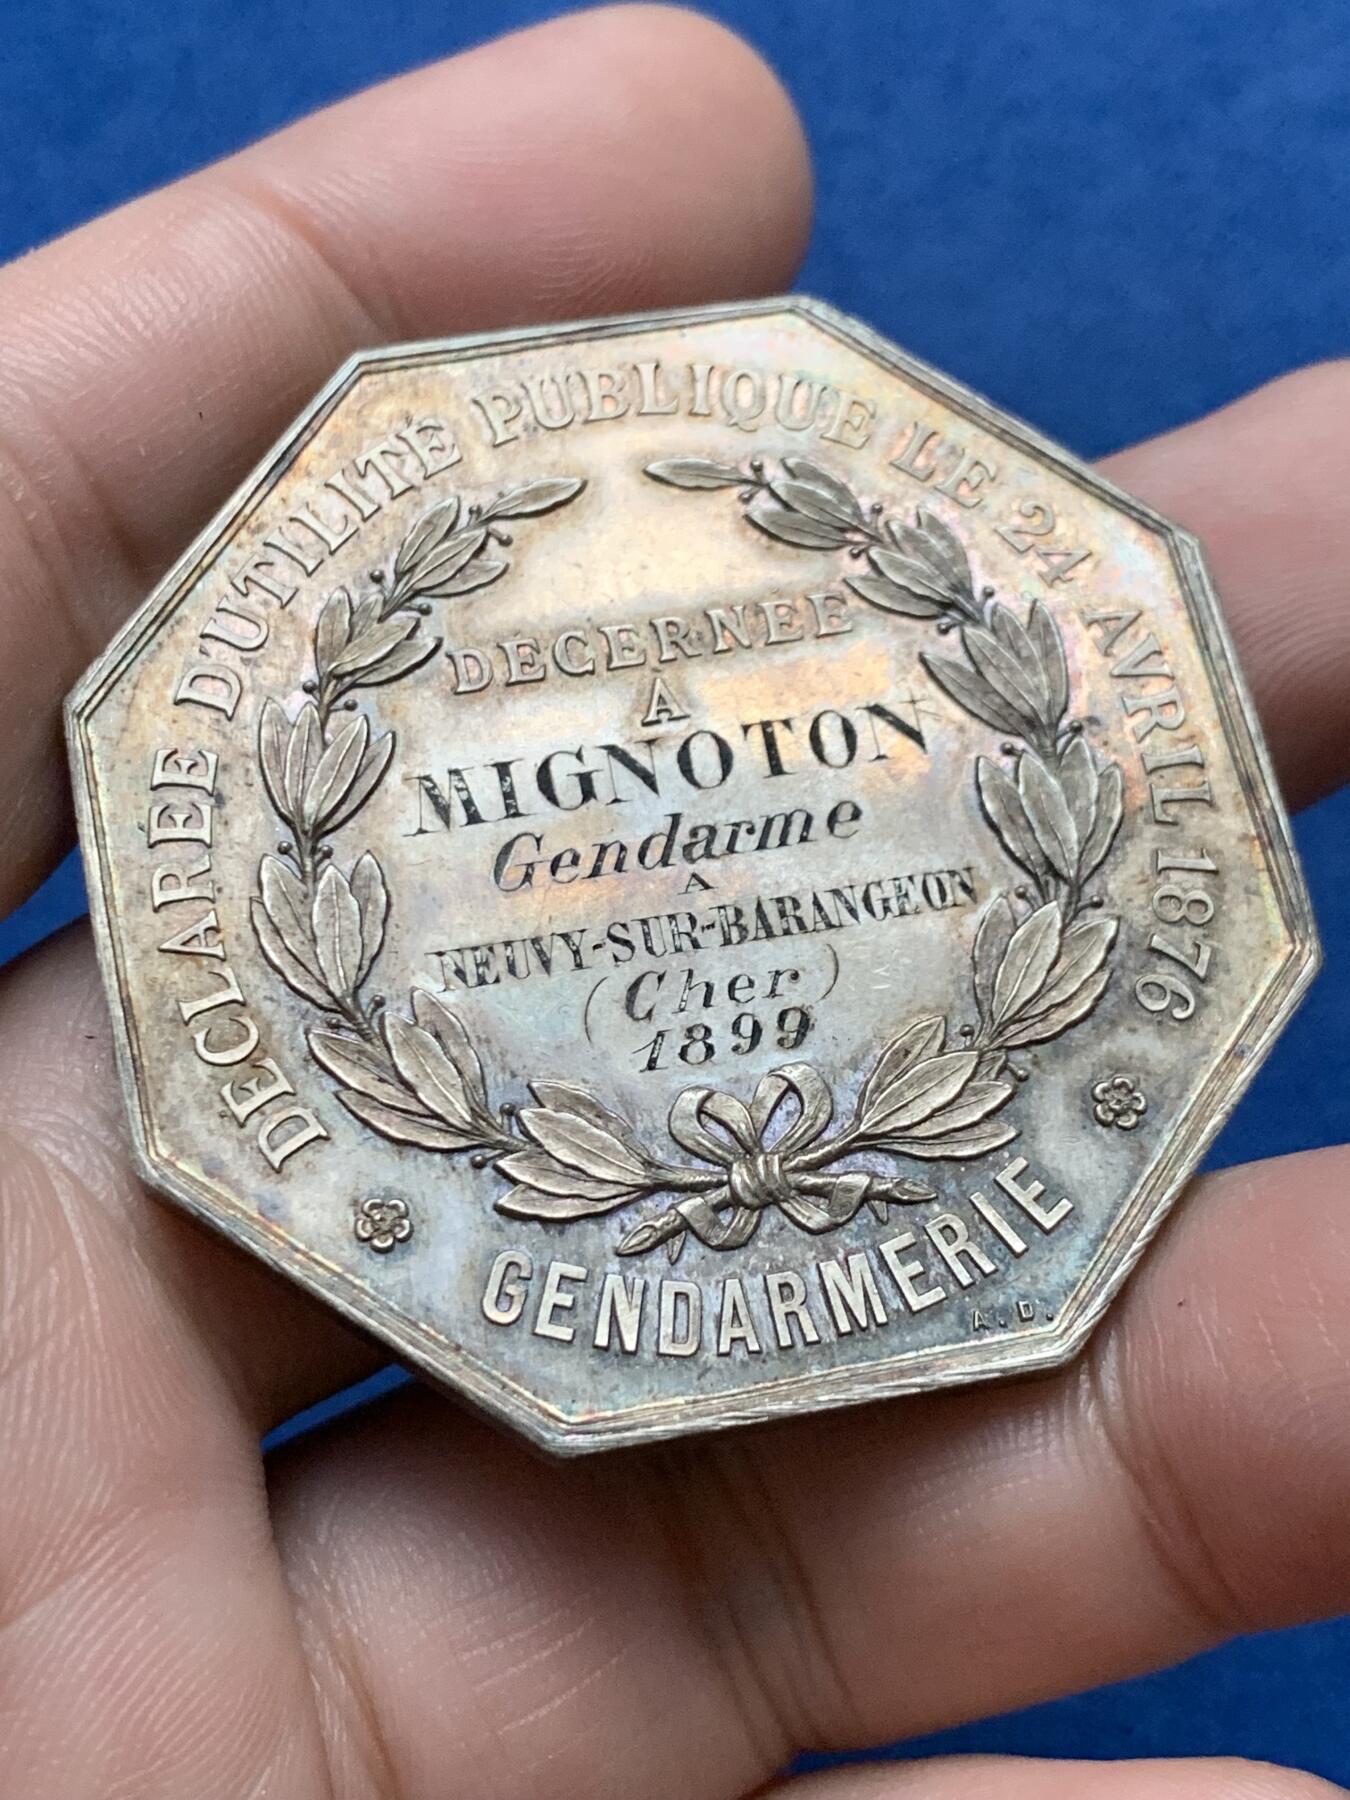 DÉCLARÉE D'UTILITÉ PUBLIQUE LE 24 AVRIL 1876
DÉCERNÉE
À
MIGNOTON
Gendarme
A
NEUVY-SUR-BARANGEON
(Cher)
1899
GENDARMERIE
A. D.